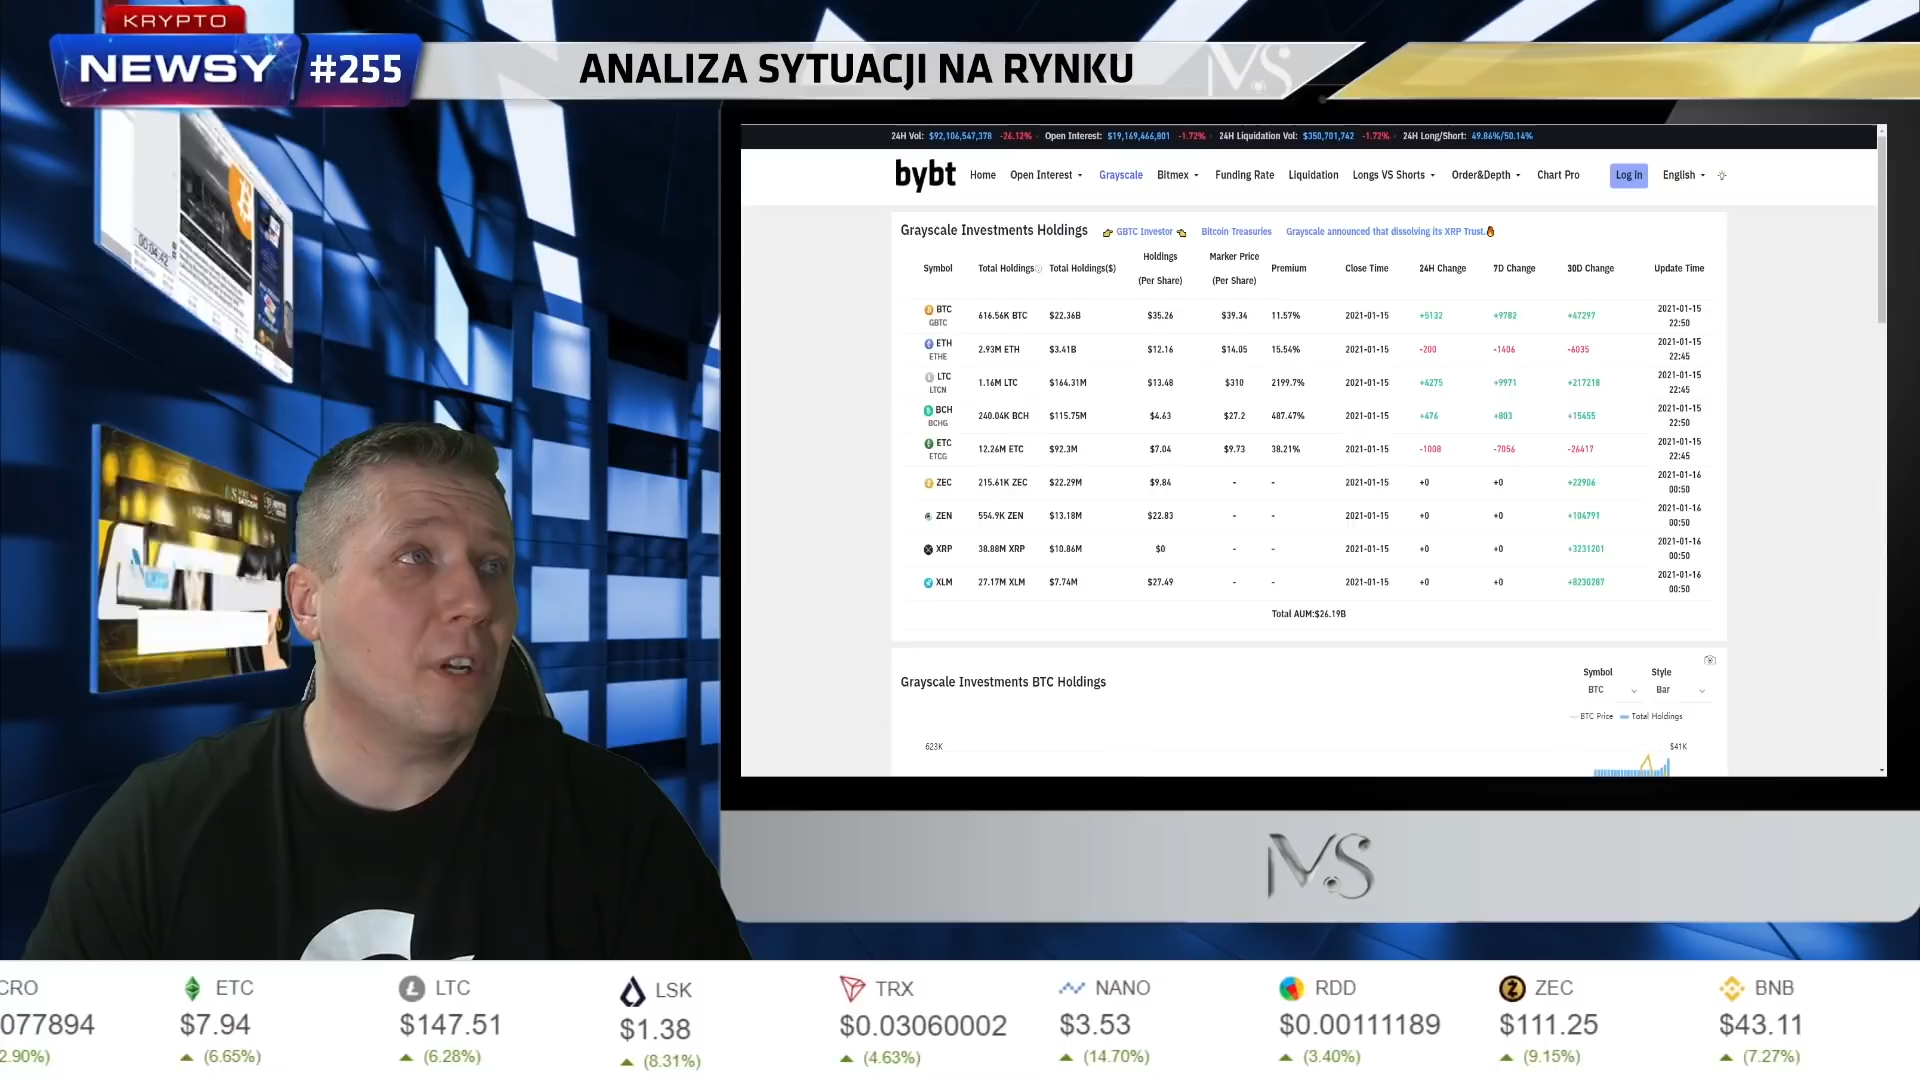 KRYPTO
NEWSY #255
ANALIZA SYTUACJI NA RYNKU
MS
24H Vol: $92,106,547,378 -26.12% Open Interest: $19,169,466,801 -1.72% 24H Liquidation Vol: $350,701,742 -1.72% 24H Long/Short: 49.86%/50.14%
bybt Home Open Interest Grayscale Bitmex Funding Rate Liquidation Longs VS Shorts Order&Depth Chart Pro Log In English
Grayscale Investments Holdings GBTC Investor Bitcoin Treasuries Grayscale announced that dissolving its XRP Trust.
Symbol Total Holdings Total Holdings($) Holdings (Per Share) Marker Price (Per Share) Premium Close Time 24H Change 7D Change 30D Change Update Time
BTC GBTC 616.56K BTC $22.36B $35.26 $39.34 11.57% 2021-01-15 +5132 +9782 +47297 2021-01-15 22:50
ETH ETHE 2.93M ETH $3.41B $12.16 $14.05 15.54% 2021-01-15 -200 -1406 -6035 2021-01-15 22:45
LTC LTCN 1.16M LTC $164.31M $13.48 $310 2199.7% 2021-01-15 +4275 +9971 +217218 2021-01-15 22:45
BCH BCHG 240.04K BCH $115.75M $4.63 $27.2 487.47% 2021-01-15 +476 +803 +15455 2021-01-15 22:50
ETC ETCG 12.26M ETC $92.3M $7.04 $9.73 38.21% 2021-01-15 -1008 -7056 -26417 2021-01-15 22:45
ZEC 215.61K ZEC $22.29M $9.84 - - 2021-01-15 +0 +0 +22906 2021-01-16 00:50
ZEN 554.9K ZEN $13.18M $22.83 - - 2021-01-15 +0 +0 +104791 2021-01-16 00:50
XRP 38.88M XRP $10.86M $0 - - 2021-01-15 +0 +0 +3231201 2021-01-16 00:50
XLM 27.17M XLM $7.74M $27.49 - - 2021-01-15 +0 +0 +8230287 2021-01-16 00:50
Total AUM:$26.19B
Grayscale Investments BTC Holdings
Symbol Style
BTC Bar
BTC Price Total Holdings
623K $41K
MS
CRO ETC LTC LSK TRX NANO RDD ZEC BNB
077894 $7.94 $147.51 $1.38 $0.03060002 $3.53 $0.00111189 $111.25 $43.11
2.90%) (6.65%) (6.28%) (8.31%) (4.63%) (14.70%) (3.40%) (9.15%) (7.27%)